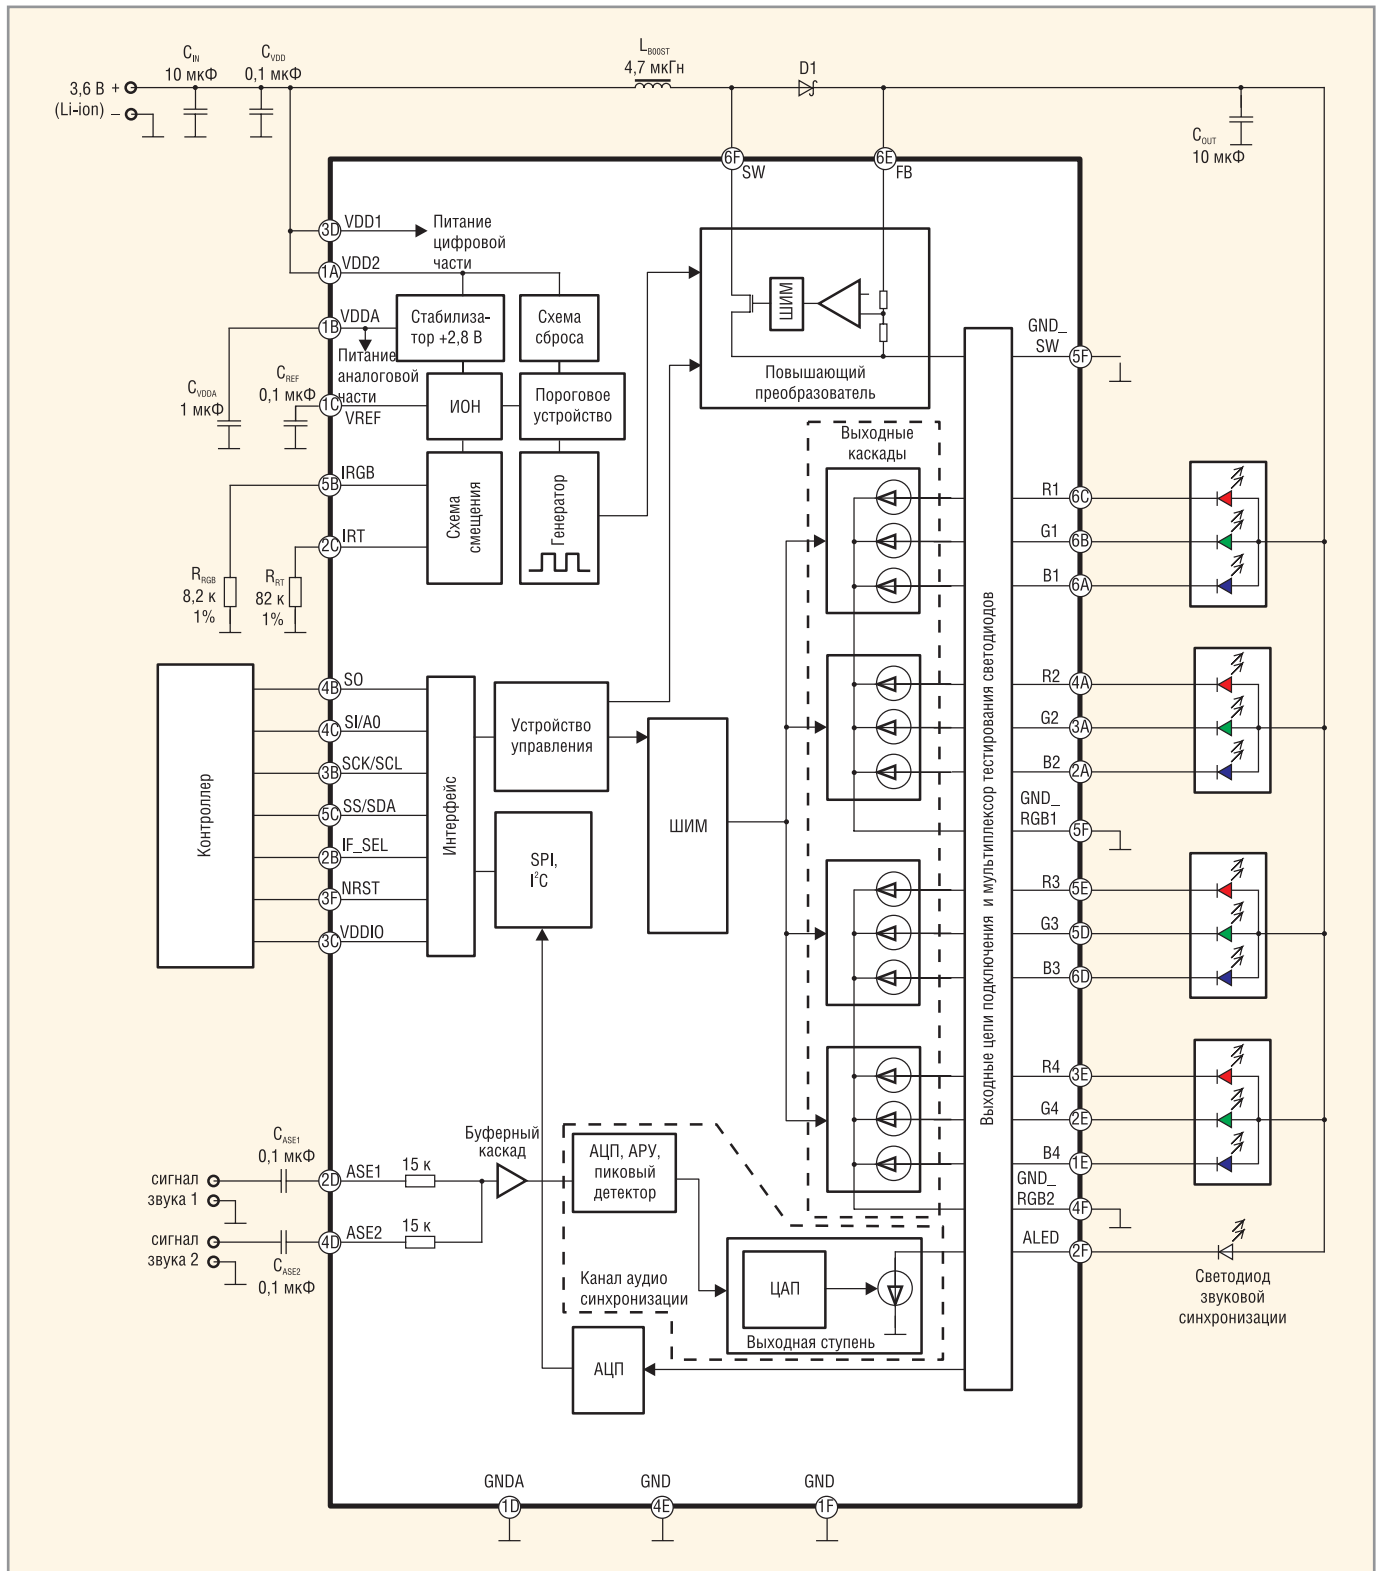 C_IN
10 мкФ
C_VDD
0,1 мкФ
3,6 В +
(Li-ion) –
L_BOOST
4,7 мкГн
D1
C_OUT
10 мкФ
6F
SW
6E
FB
3D
VDD1
Питание
цифровой
части
1A
VDD2
1B
VDDA
Питание
аналоговой
части
Стабилиза-
тор +2,8 В
Схема
сброса
ШИМ
Повышающий
преобразователь
GND_
SW
5F
C_VDDA
1 мкФ
C_REF
0,1 мкФ
1C
VREF
ИОН
Пороговое
устройство
5B
IRGB
2C
IRT
Схема
смещения
Генератор
R_RGB
8,2 к
1%
R_RT
82 к
1%
Выходные
каскады
Выходные цепи подключения и мультиплексор тестирования светодиодов
R1
6C
G1
6B
B1
6A
R2
4A
G2
3A
B2
2A
GND_
RGB1
5F
R3
5E
G3
5D
B3
6D
R4
3E
G4
2E
B4
1E
GND_
RGB2
4F
ALED
2F
Светодиод
звуковой
синхронизации
Контроллер
4B
SO
4C
SI/A0
3B
SCK/SCL
5C
SS/SDA
2B
IF_SEL
3F
NRST
3C
VDDIO
Интерфейс
Устройство
управления
SPI,
I²C
ШИМ
сигнал
звука 1
C_ASE1
0,1 мкФ
2D
ASE1
15 к
Буферный
каскад
сигнал
звука 2
C_ASE2
0,1 мкФ
4D
ASE2
15 к
АЦП, АРУ,
пиковый
детектор
Канал аудио
синхронизации
ЦАП
Выходная ступень
АЦП
GNDA
1D
GND
4E
GND
1F